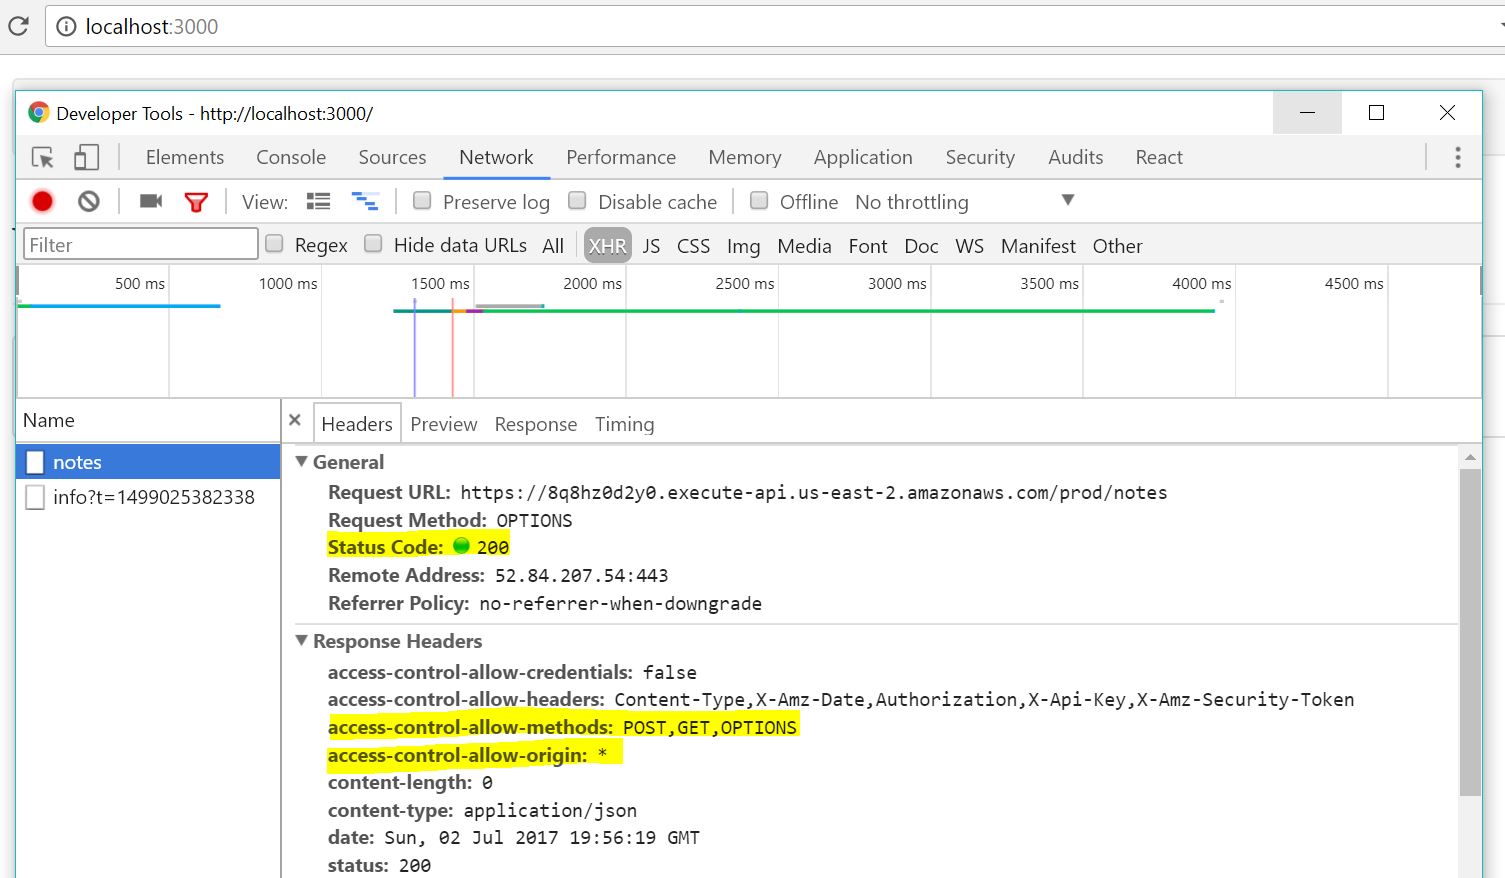 localhost:3000
Developer Tools - http://localhost:3000/
Elements Console Sources Network Performance Memory Application Security Audits React
View: Preserve log Disable cache Offline No throttling
Filter Regex Hide data URLs All XHR JS CSS Img Media Font Doc WS Manifest Other
500 ms 1000 ms 1500 ms 2000 ms 2500 ms 3000 ms 3500 ms 4000 ms 4500 ms
Name
notes
info?t=1499025382338
× Headers Preview Response Timing
General
Request URL: https://8q8hz0d2y0.execute-api.us-east-2.amazonaws.com/prod/notes
Request Method: OPTIONS
Status Code: 200
Remote Address: 52.84.207.54:443
Referrer Policy: no-referrer-when-downgrade
Response Headers
access-control-allow-credentials: false
access-control-allow-headers: Content-Type,X-Amz-Date,Authorization,X-Api-Key,X-Amz-Security-Token
access-control-allow-methods: POST,GET,OPTIONS
access-control-allow-origin: *
content-length: 0
content-type: application/json
date: Sun, 02 Jul 2017 19:56:19 GMT
status: 200